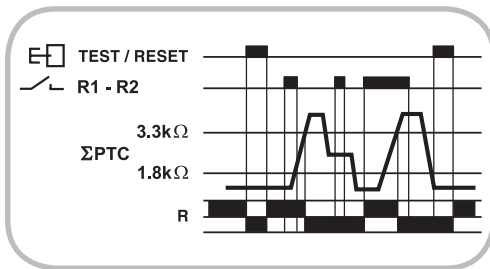 TEST / RESET
R1 - R2
3.3kΩ
ΣPTC
1.8kΩ
R